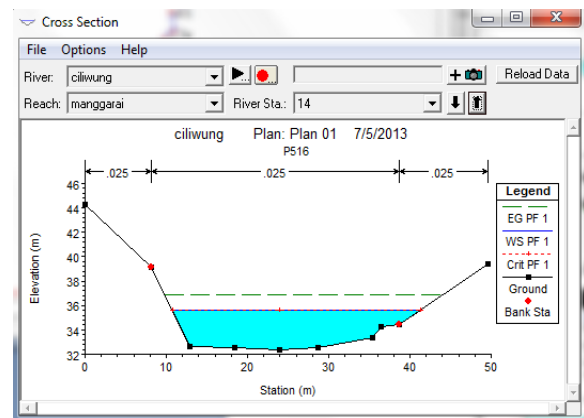 Cross Section
File Options Help
River: ciliwung Reload Data
Reach: manggarai River Sta.: 14
ciliwung Plan: Plan 01 7/5/2013
P516
.025 .025 .025
Legend
EG PF 1
WS PF 1
Crit PF 1
Ground
Bank Sta
Elevation (m)
46
44
42
40
38
36
34
32
0 10 20 30 40 50
Station (m)